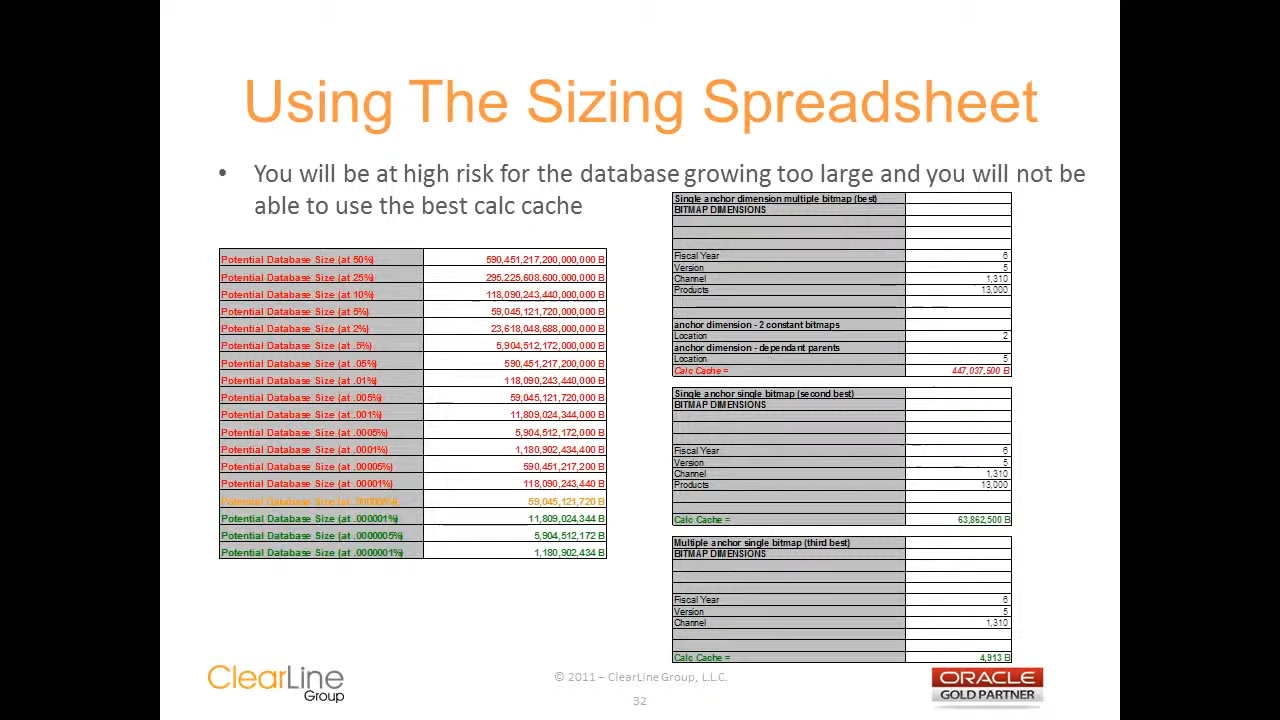 Using The Sizing Spreadsheet
• You will be at high risk for the database growing too large and you will not be
able to use the best calc cache
Potential Database Size (at 50%) 590,451,217,200,000,000 B
Potential Database Size (at 25%) 295,225,608,600,000,000 B
Potential Database Size (at 10%) 118,090,243,440,000,000 B
Potential Database Size (at 5%) 59,045,121,720,000,000 B
Potential Database Size (at 2%) 23,618,048,688,000,000 B
Potential Database Size (at .5%) 5,904,512,172,000,000 B
Potential Database Size (at .05%) 590,451,217,200,000 B
Potential Database Size (at .01%) 118,090,243,440,000 B
Potential Database Size (at .005%) 59,045,121,720,000 B
Potential Database Size (at .001%) 11,809,024,344,000 B
Potential Database Size (at .0005%) 5,904,512,172,000 B
Potential Database Size (at .0001%) 1,180,902,434,400 B
Potential Database Size (at .00005%) 590,451,217,200 B
Potential Database Size (at .00001%) 118,090,243,440 B
Potential Database Size (at .000005%) 59,045,121,720 B
Potential Database Size (at .000001%) 11,809,024,344 B
Potential Database Size (at .0000005%) 5,904,512,172 B
Potential Database Size (at .0000001%) 1,180,902,434 B
Single anchor dimension multiple bitmap (best)
BITMAP DIMENSIONS
Fiscal Year 6
Version 5
Channel 1,310
Products 13,000
anchor dimension - 2 constant bitmaps
Location 2
anchor dimension - dependant parents
Location 5
Calc Cache = 447,037,500 B
Single anchor single bitmap (second best)
BITMAP DIMENSIONS
Fiscal Year 6
Version 5
Channel 1,310
Products 13,000
Calc Cache = 63,862,500 B
Multiple anchor single bitmap (third best)
BITMAP DIMENSIONS
Fiscal Year 6
Version 5
Channel 1,310
Calc Cache = 4,913 B
ClearLine
Group
© 2011 – ClearLine Group, L.L.C.
32
ORACLE
GOLD PARTNER